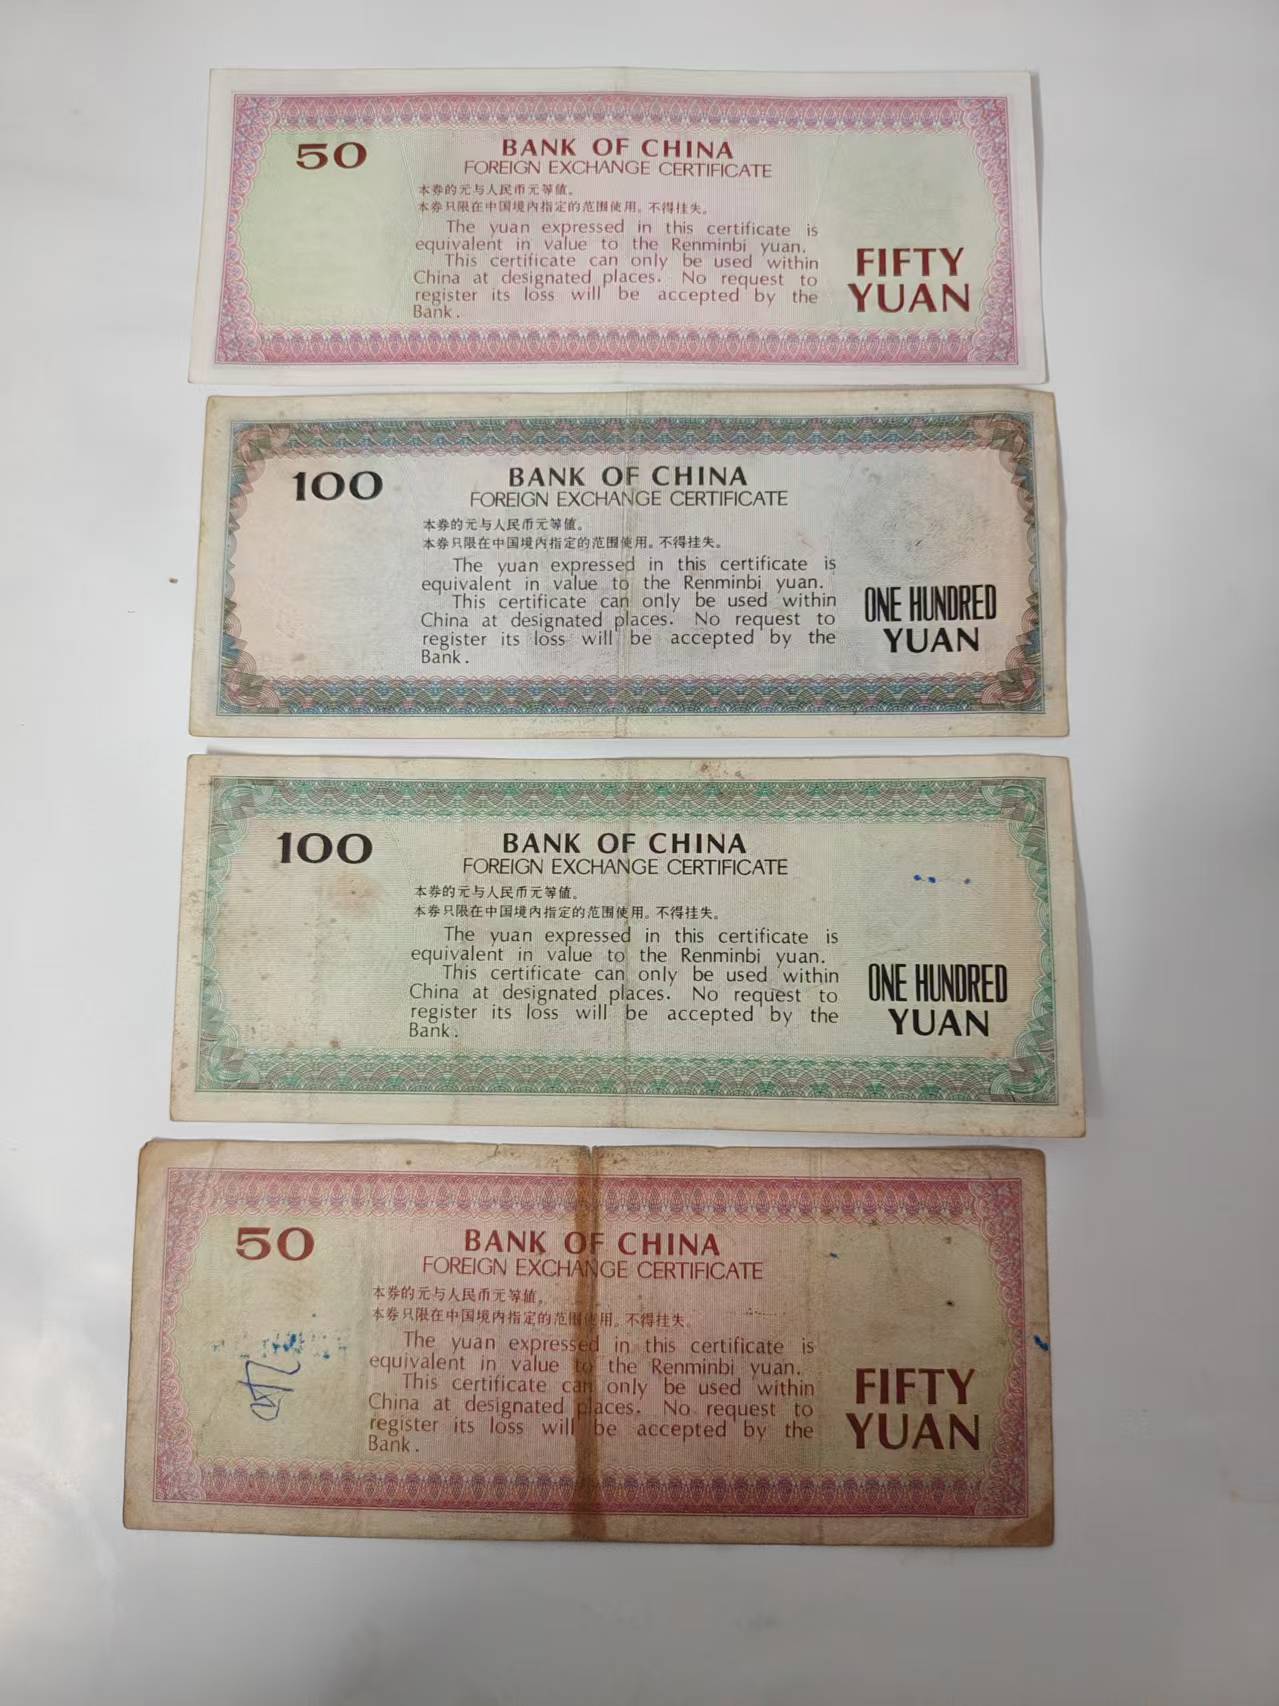 50
BANK OF CHINA
FOREIGN EXCHANGE CERTIFICATE
本券的元与人民币元等值。
本券只限在中国境内指定的范围使用。不得挂失。
The yuan expressed in this certificate is
equivalent in value to the Renminbi yuan.
This certificate can only be used within
China at designated places. No request to
register its loss will be accepted by the
Bank.
FIFTY
YUAN
100
BANK OF CHINA
FOREIGN EXCHANGE CERTIFICATE
本券的元与人民币元等值。
本券只限在中国境内指定的范围使用。不得挂失。
The yuan expressed in this certificate is
equivalent in value to the Renminbi yuan.
This certificate can only be used within
China at designated places. No request to
register its loss will be accepted by the
Bank.
ONE HUNDRED
YUAN
100
BANK OF CHINA
FOREIGN EXCHANGE CERTIFICATE
本券的元与人民币元等值。
本券只限在中国境内指定的范围使用。不得挂失。
The yuan expressed in this certificate is
equivalent in value to the Renminbi yuan.
This certificate can only be used within
China at designated places. No request to
register its loss will be accepted by the
Bank.
ONE HUNDRED
YUAN
50
BANK OF CHINA
FOREIGN EXCHANGE CERTIFICATE
本券的元与人民币元等值。
本券只限在中国境内指定的范围使用。不得挂失。
The yuan expressed in this certificate is
equivalent in value to the Renminbi yuan.
This certificate can only be used within
China at designated places. No request to
register its loss will be accepted by the
Bank.
FIFTY
YUAN